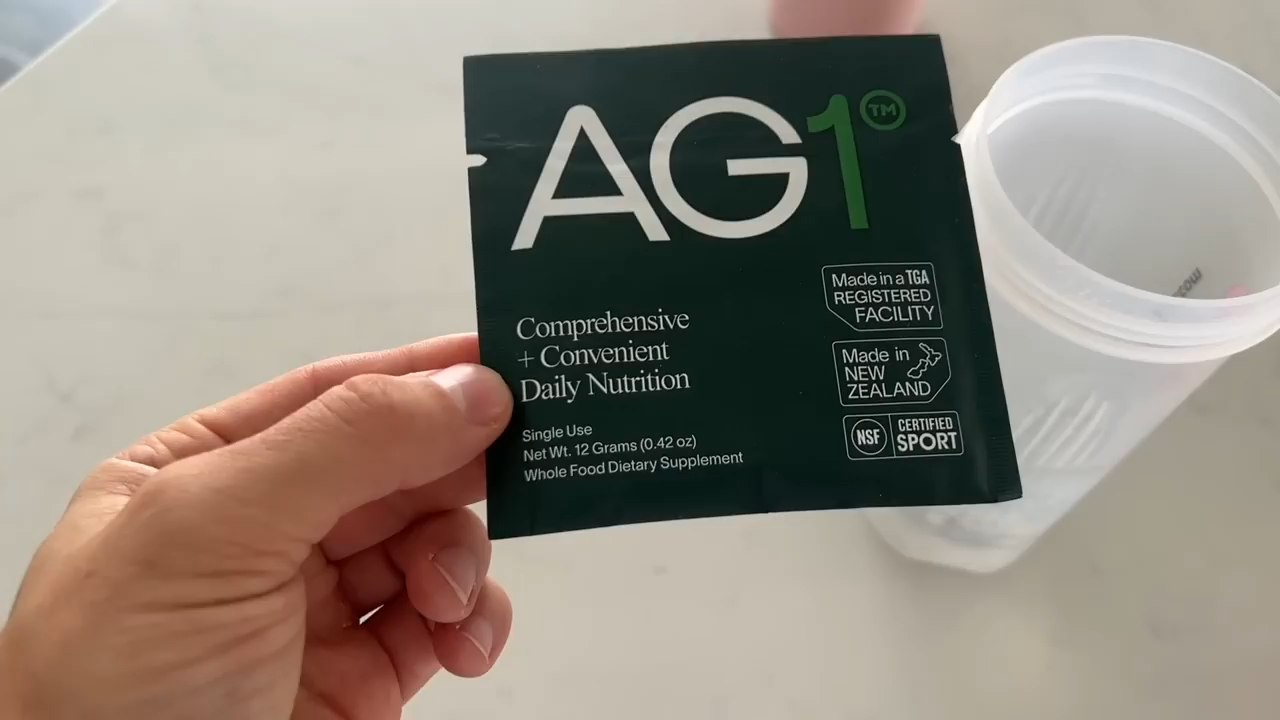 AG1™
Comprehensive
+ Convenient
Daily Nutrition
Single Use
Net Wt. 12 Grams (0.42 oz)
Whole Food Dietary Supplement
Made in a TGA
REGISTERED
FACILITY
Made in
NEW
ZEALAND
NSF
CERTIFIED
SPORT